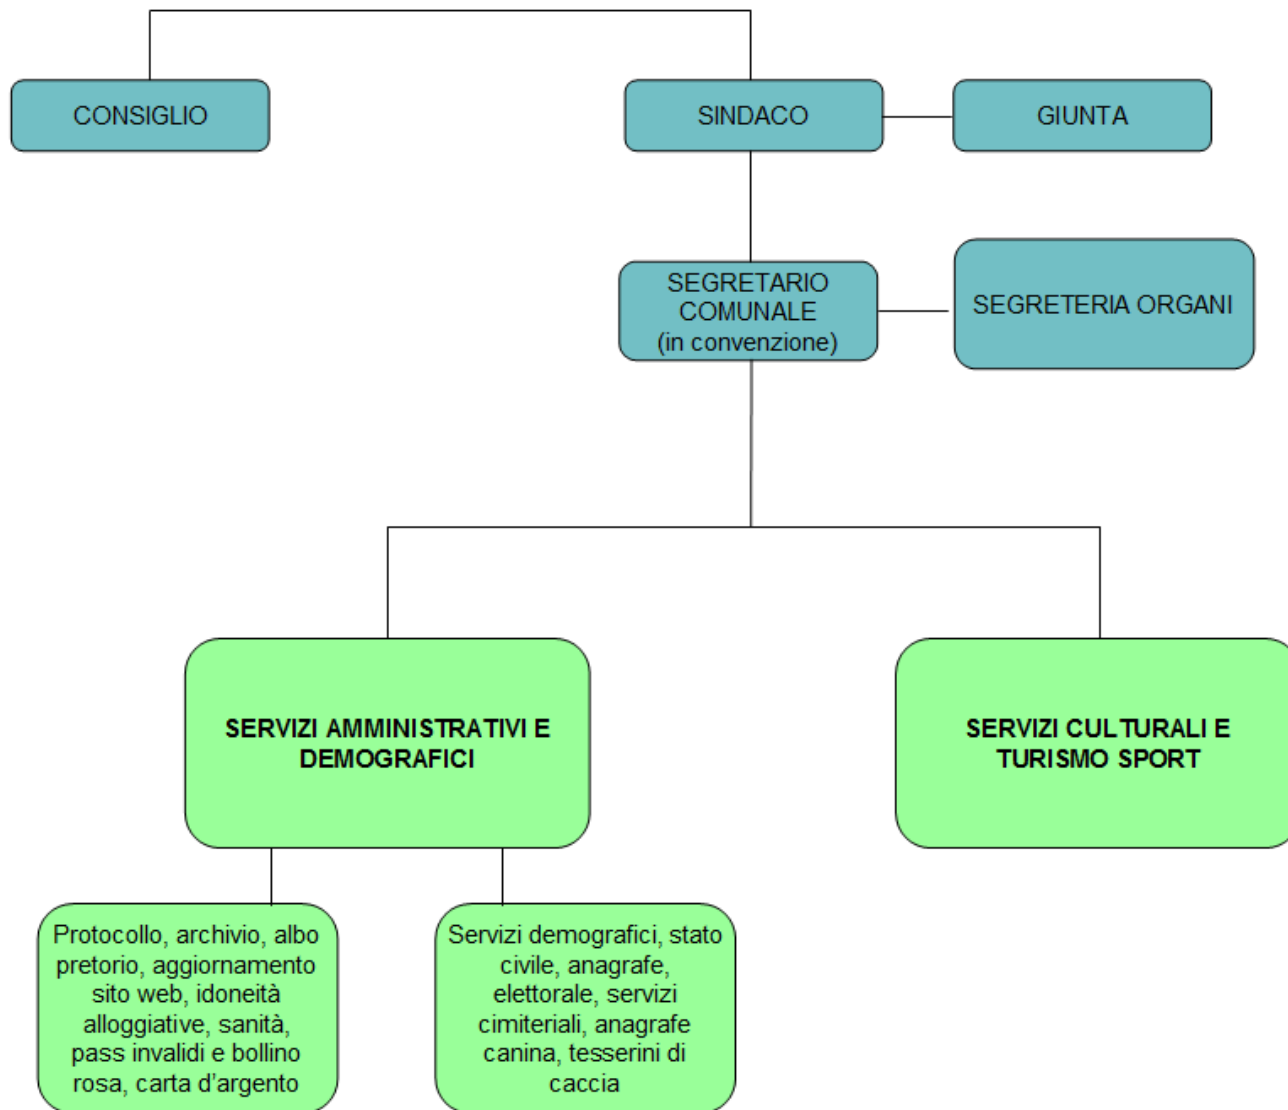 CONSIGLIO
SINDACO
GIUNTA
SEGRETARIO
COMUNALE
(in convenzione)
SEGRETERIA ORGANI
SERVIZI AMMINISTRATIVI E
DEMOGRAFICI
SERVIZI CULTURALI E
TURISMO SPORT
Protocollo, archivio, albo
pretorio, aggiornamento
sito web, idoneità
alloggiative, sanità,
pass invalidi e bollino
rosa, carta d’argento
Servizi demografici, stato
civile, anagrafe,
elettorale, servizi
cimiteriali, anagrafe
canina, tesserini di
caccia